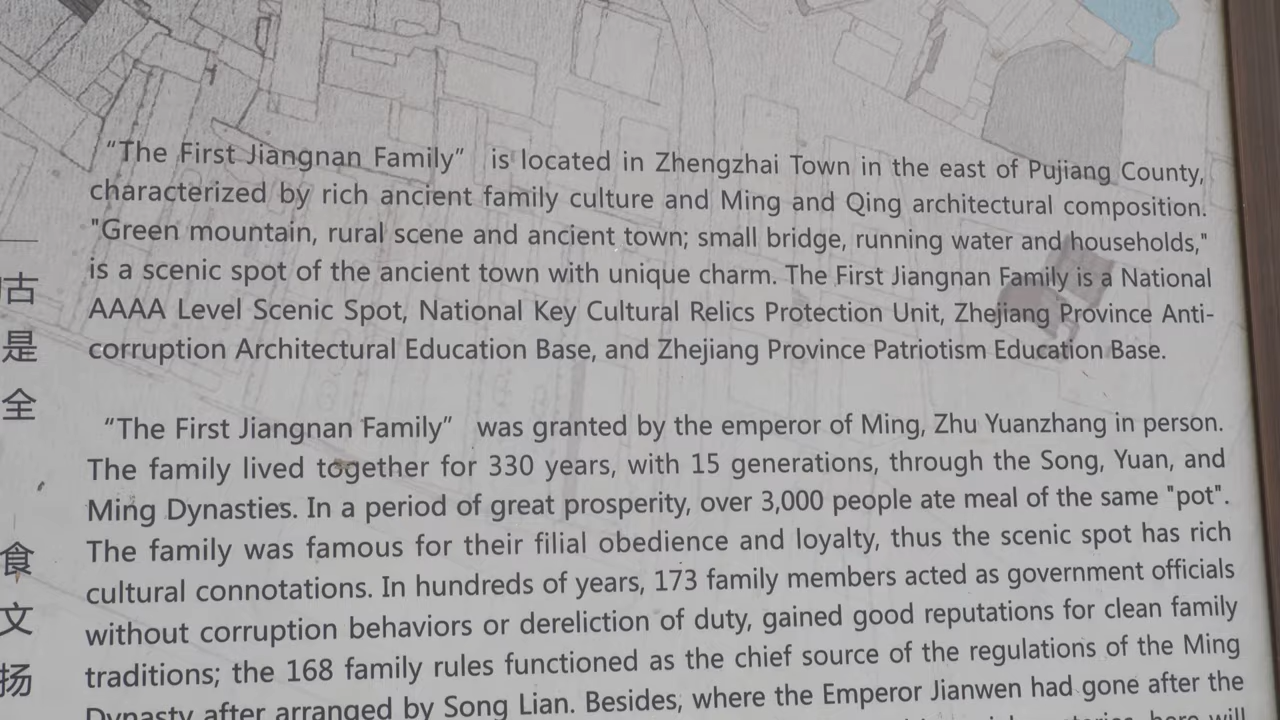 "The First Jiangnan Family" is located in Zhengzhai Town in the east of Pujiang County,
characterized by rich ancient family culture and Ming and Qing architectural composition.
"Green mountain, rural scene and ancient town; small bridge, running water and households,"
is a scenic spot of the ancient town with unique charm. The First Jiangnan Family is a National
AAAA Level Scenic Spot, National Key Cultural Relics Protection Unit, Zhejiang Province Anti-
corruption Architectural Education Base, and Zhejiang Province Patriotism Education Base.
"The First Jiangnan Family" was granted by the emperor of Ming, Zhu Yuanzhang in person.
The family lived together for 330 years, with 15 generations, through the Song, Yuan, and
Ming Dynasties. In a period of great prosperity, over 3,000 people ate meal of the same "pot".
The family was famous for their filial obedience and loyalty, thus the scenic spot has rich
cultural connotations. In hundreds of years, 173 family members acted as government officials
without corruption behaviors or dereliction of duty, gained good reputations for clean family
traditions; the 168 family rules functioned as the chief source of the regulations of the Ming
Dynasty after arranged by Song Lian. Besides, where the Emperor Jianwen had gone after the
here will
古
是
全
食
文
扬